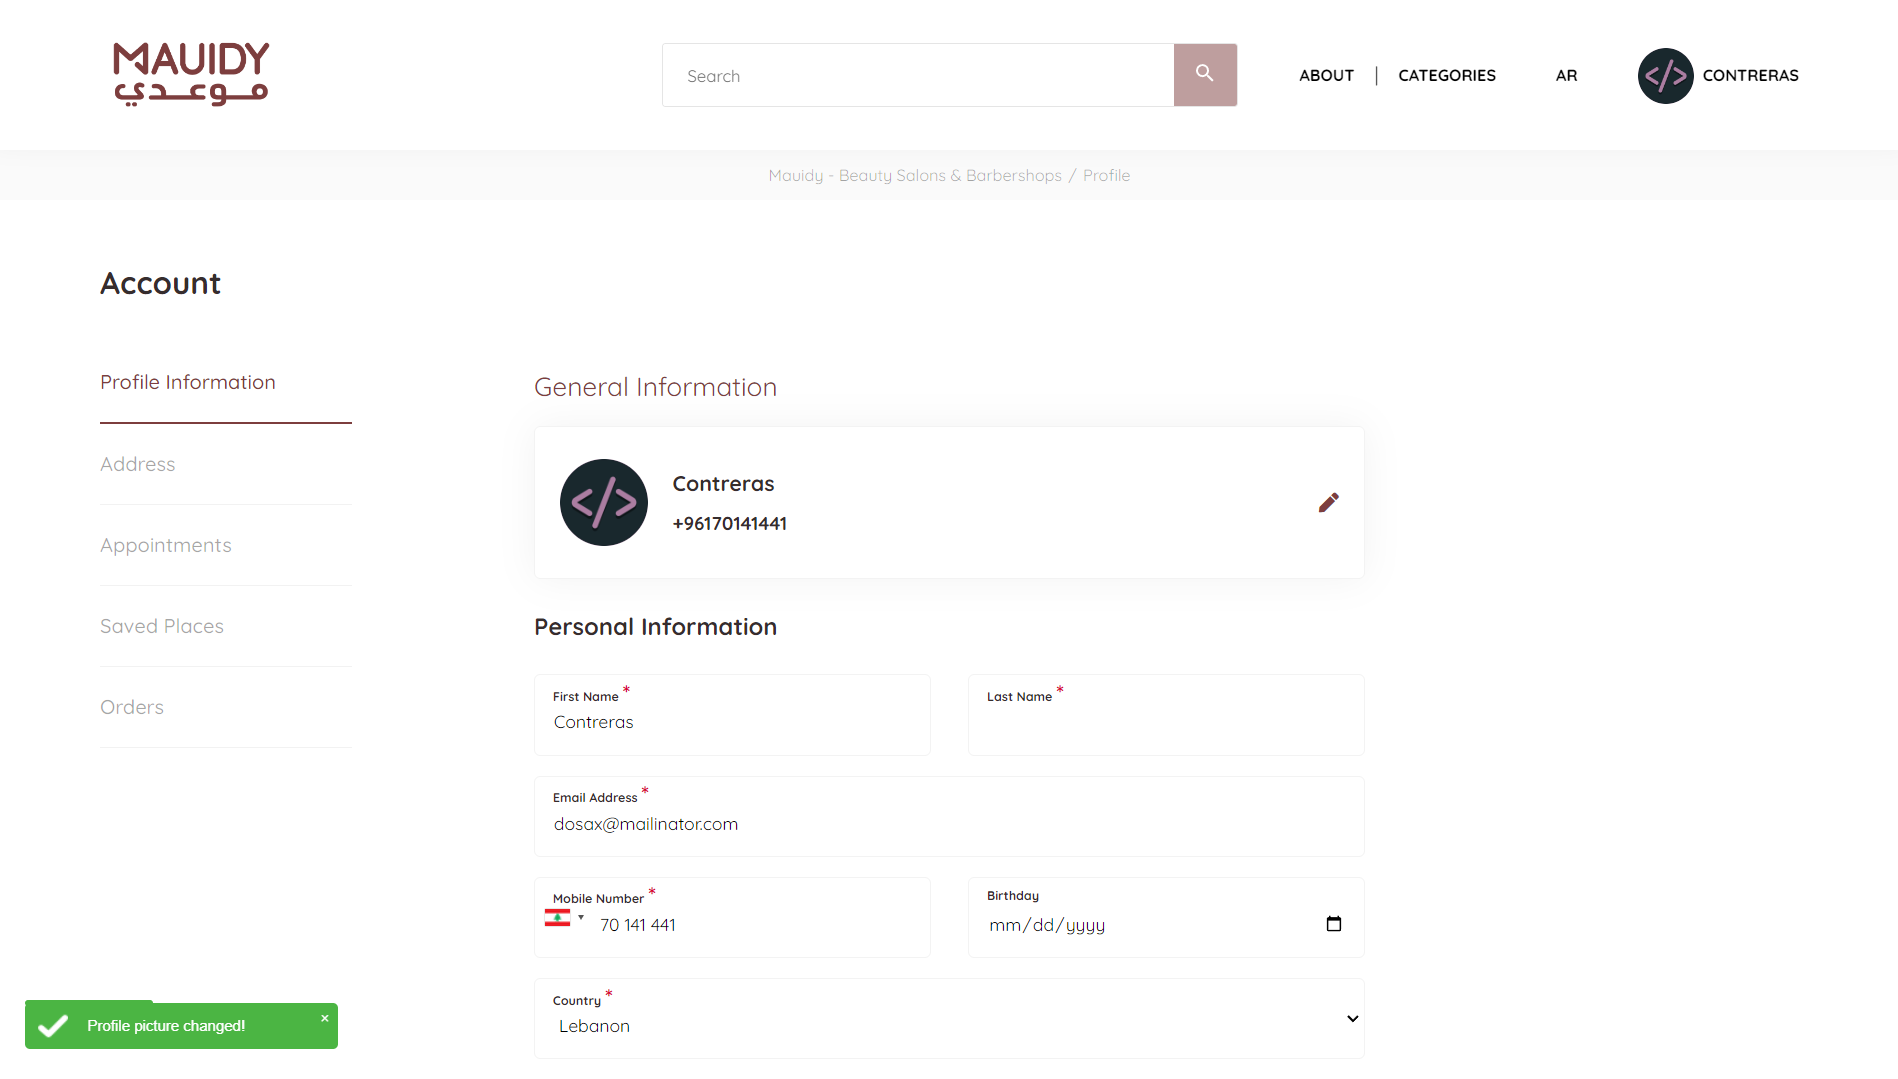 MAUIDY
موعدي
Search
ABOUT | CATEGORIES
AR
</> CONTRERAS
Mauidy - Beauty Salons & Barbershops / Profile
Account
Profile Information
Address
Appointments
Saved Places
Orders
General Information
</>
Contreras
+96170141441
Personal Information
First Name *
Contreras
Last Name *
Email Address *
dosax@mailinator.com
Mobile Number *
70 141 441
Birthday
mm/dd/yyyy
Country *
Lebanon
Profile picture changed!
×